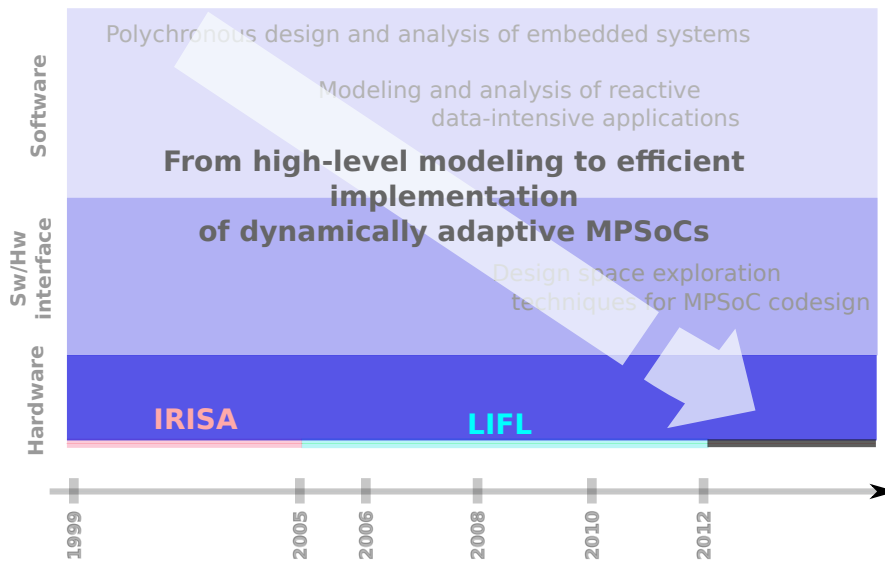 Polychronous design and analysis of embedded systems
Modeling and analysis of reactive
data-intensive applications
From high-level modeling to efficient
implementation
of dynamically adaptive MPSoCs
Design space exploration
techniques for MPSoC codesign
Software
Sw/Hw
interface
Hardware
IRISA
LIFL
1999
2005
2006
2008
2010
2012